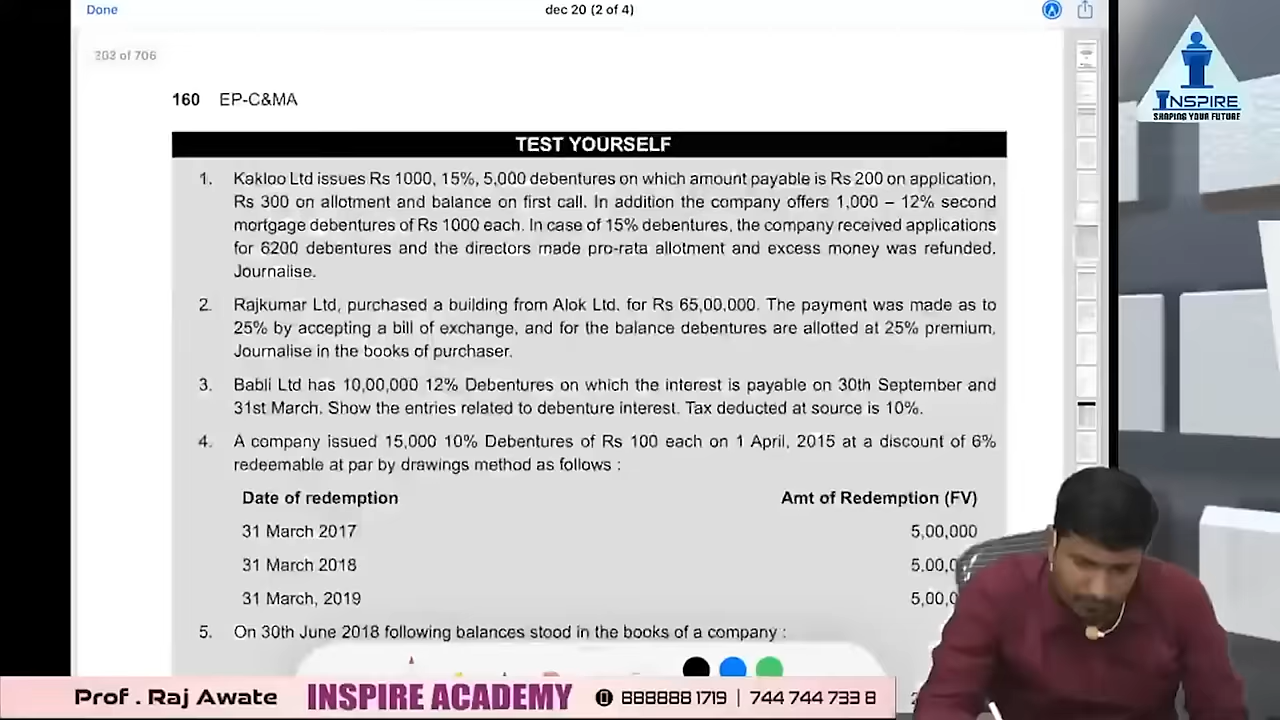 Done
dec 20 (2 of 4)
203 of 706
160 EP-C&MA
TEST YOURSELF
1. Kakloo Ltd issues Rs 1000, 15%, 5,000 debentures on which amount payable is Rs 200 on application,
Rs 300 on allotment and balance on first call. In addition the company offers 1,000 – 12% second
mortgage debentures of Rs 1000 each. In case of 15% debentures, the company received applications
for 6200 debentures and the directors made pro-rata allotment and excess money was refunded.
Journalise.
2. Rajkumar Ltd, purchased a building from Alok Ltd. for Rs 65,00,000. The payment was made as to
25% by accepting a bill of exchange, and for the balance debentures are allotted at 25% premium,
Journalise in the books of purchaser.
3. Babli Ltd has 10,00,000 12% Debentures on which the interest is payable on 30th September and
31st March. Show the entries related to debenture interest. Tax deducted at source is 10%.
4. A company issued 15,000 10% Debentures of Rs 100 each on 1 April, 2015 at a discount of 6%
redeemable at par by drawings method as follows :
Date of redemption Amt of Redemption (FV)
31 March 2017 5,00,000
31 March 2018 5.00,0
31 March, 2019 5,00,0
5. On 30th June 2018 following balances stood in the books of a company :
INSPIRE
SHAPING YOUR FUTURE
Prof . Raj Awate INSPIRE ACADEMY 888888 1719 | 744 744 733 8